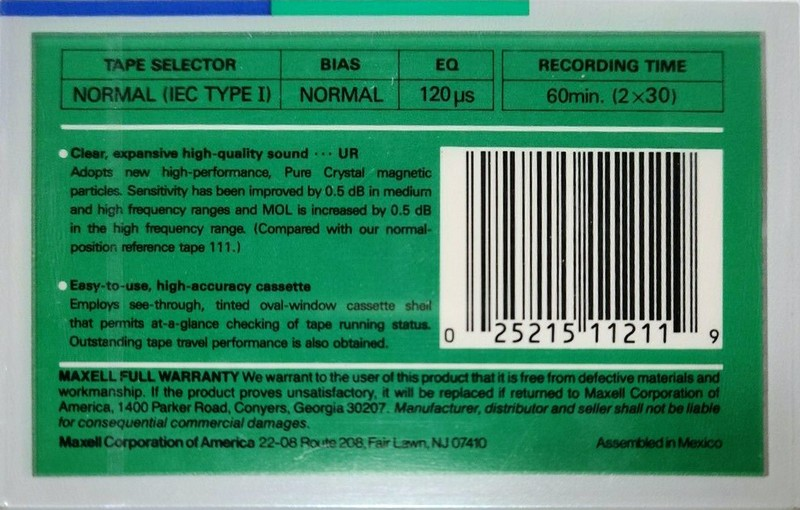 TAPE SELECTOR BIAS EQ RECORDING TIME
NORMAL (IEC TYPE I) NORMAL 120 µs 60min. (2×30)
● Clear, expansive high-quality sound ··· UR
Adopts new high-performance, Pure Crystal magnetic
particles. Sensitivity has been improved by 0.5 dB in medium
and high frequency ranges and MOL is increased by 0.5 dB
in the high frequency range. (Compared with our normal-
position reference tape 111.)
● Easy-to-use, high-accuracy cassette
Employs see-through, tinted oval-window cassette shell
that permits at-a-glance checking of tape running status.
Outstanding tape travel performance is also obtained.
0 25215 11211 9
MAXELL FULL WARRANTY We warrant to the user of this product that it is free from defective materials and
workmanship. If the product proves unsatisfactory, it will be replaced if returned to Maxell Corporation of
America, 1400 Parker Road, Conyers, Georgia 30207. Manufacturer, distributor and seller shall not be liable
for consequential commercial damages.
Maxell Corporation of America 22-08 Route 208, Fair Lawn, NJ 07410 Assembled in Mexico